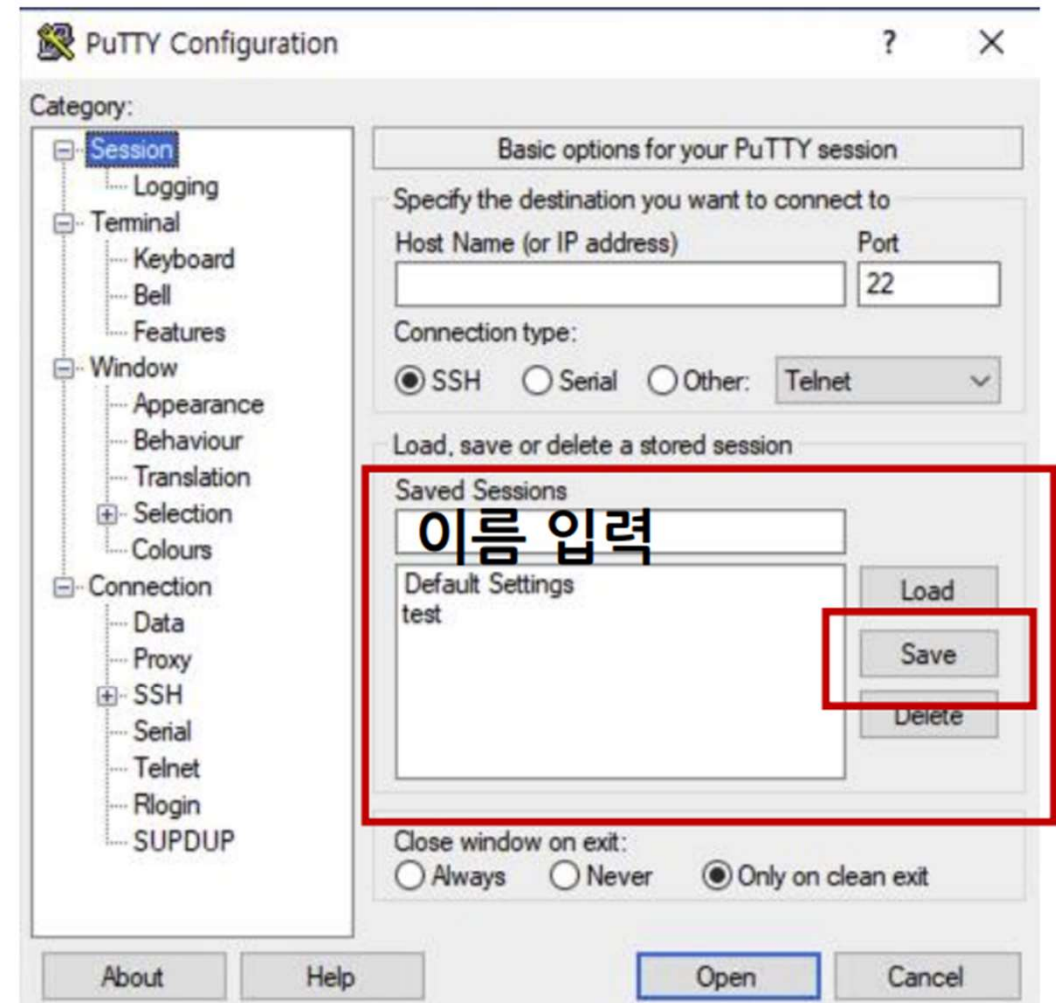 PuTTY Configuration
? ×
Category:
Session
Logging
Terminal
Keyboard
Bell
Features
Window
Appearance
Behaviour
Translation
Selection
Colours
Connection
Data
Proxy
SSH
Serial
Telnet
Rlogin
SUPDUP
Basic options for your PuTTY session
Specify the destination you want to connect to
Host Name (or IP address) Port
22
Connection type:
SSH Serial Other: Telnet
Load, save or delete a stored session
Saved Sessions
이름 입력
Default Settings
test
Load
Save
Delete
Close window on exit:
Always Never Only on clean exit
About Help Open Cancel